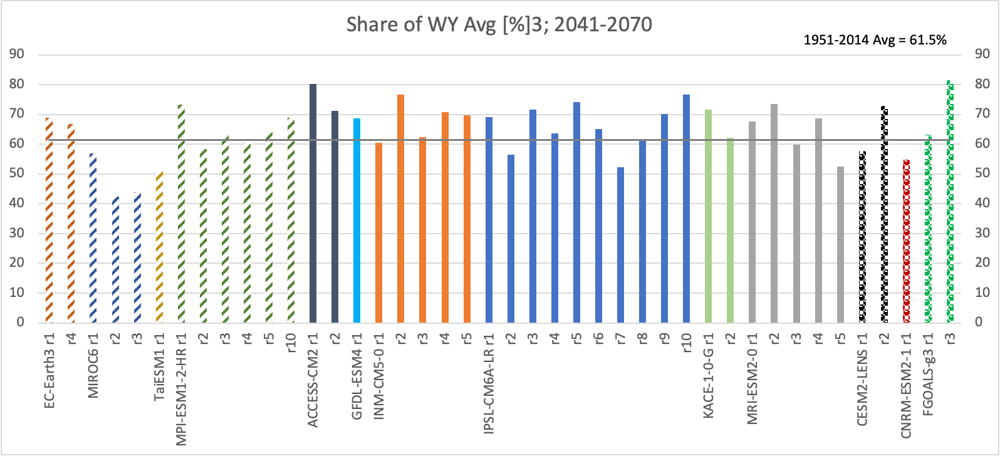 Share of WY Avg [%]3; 2041-2070
1951-2014 Avg = 61.5%
90
80
70
60
50
40
30
20
10
0
90
80
70
60
50
40
30
20
10
0
EC-Earth3 r1
r4
MIROC6 r1
r2
r3
TaiESM1 r1
MPI-ESM1-2-HR r1
r2
r3
r4
r5
r10
ACCESS-CM2 r1
r2
GFDL-ESM4 r1
INM-CM5-0 r1
r2
r3
r4
r5
IPSL-CM6A-LR r1
r2
r3
r4
r5
r6
r7
r8
r9
r10
KACE-1-0-G r1
r2
MRI-ESM2-0 r1
r2
r3
r4
r5
CESM2-LENS r1
r2
CNRM-ESM2-1 r1
FGOALS-g3 r1
r3